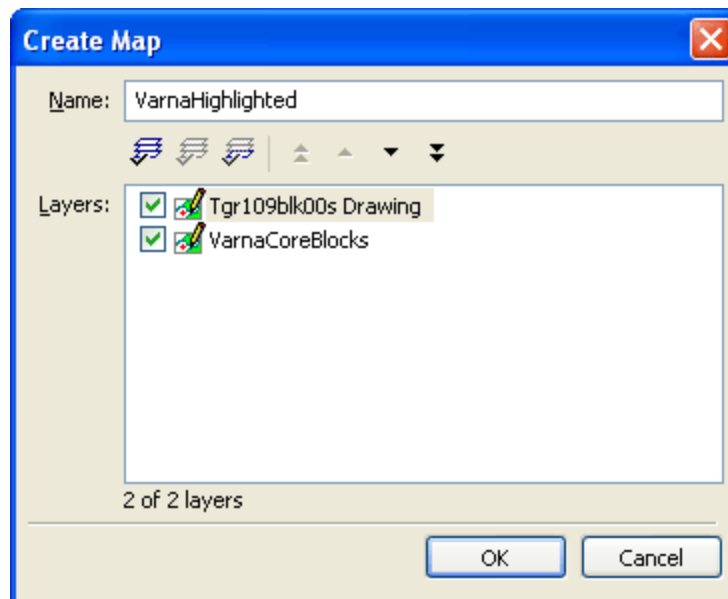 Create Map
Name: VarnaHighlighted
Layers: Tgr109blk00s Drawing
VarnaCoreBlocks
2 of 2 layers
OK Cancel